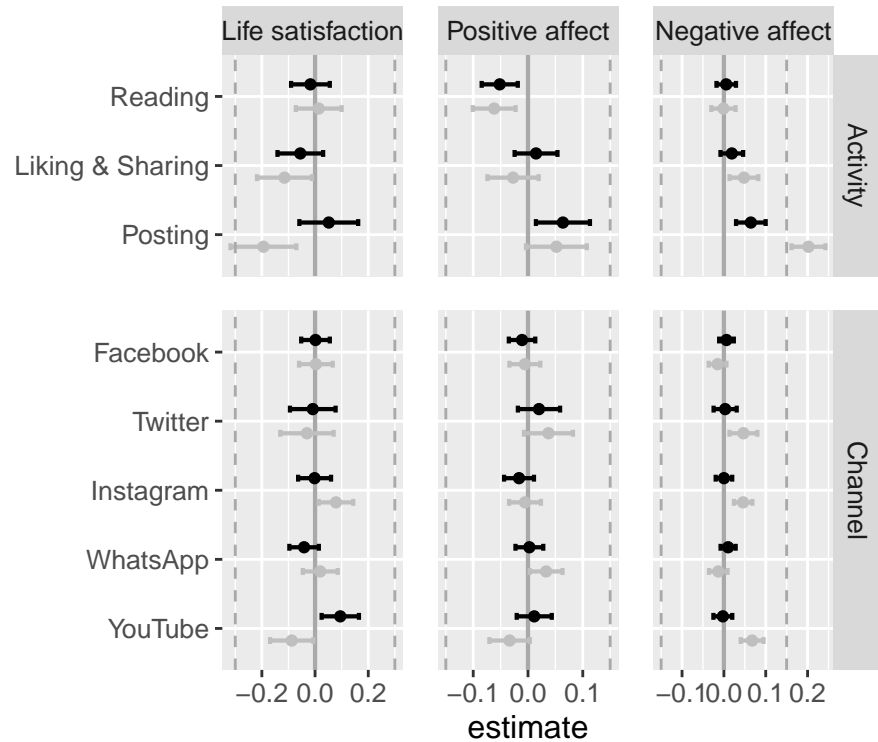 Life satisfaction Positive affect Negative affect
Reading
Liking & Sharing
Posting
Activity
Facebook
Twitter
Instagram
WhatsApp
YouTube
Channel
−0.2 0.0 0.2 −0.1 0.0 0.1 −0.1 0.0 0.1 0.2
estimate